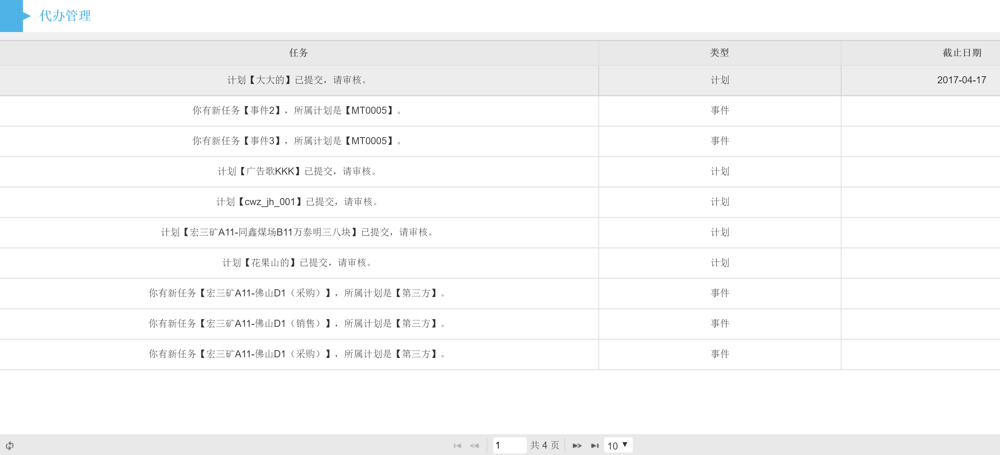 代办管理
任务 类型 截止日期
计划【大大的】已提交，请审核。 计划 2017-04-17
你有新任务【事件2】，所属计划是【MT0005】。 事件
你有新任务【事件3】，所属计划是【MT0005】。 事件
计划【广告歌KKK】已提交，请审核。 计划
计划【cwz_jh_001】已提交，请审核。 计划
计划【宏三矿A11-同鑫煤场B11万泰明三八块】已提交，请审核。 计划
计划【花果山的】已提交，请审核。 计划
你有新任务【宏三矿A11-佛山D1（采购）】，所属计划是【第三方】。 事件
你有新任务【宏三矿A11-佛山D1（销售）】，所属计划是【第三方】。 事件
你有新任务【宏三矿A11-佛山D1（采购）】，所属计划是【第三方】。 事件
1 共 4 页 10